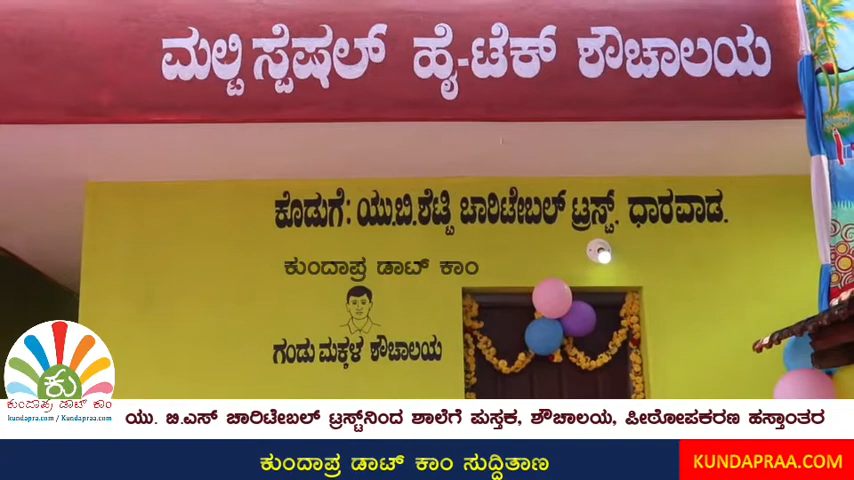 ಮಲ್ಟಿ ಸ್ಪೆಷಲ್ ಹೈ-ಟೆಕ್ ಶೌಚಾಲಯ
ಕೊಡುಗೆ: ಯು.ಬಿ.ಶೆಟ್ಟಿ ಚಾರಿಟೇಬಲ್ ಟ್ರಸ್ಟ್. ಧಾರವಾಡ.
ಕುಂದಾಪ್ರ ಡಾಟ್ ಕಾಂ
ಗಂಡು ಮಕ್ಕಳ ಶೌಚಾಲಯ
ಕು
ಕುಂದಾಪ್ರ ಡಾಟ್ ಕಾಂ
kundapraa.com / Kundapra.com
ಯು. ಬಿ.ಎಸ್ ಚಾರಿಟೇಬಲ್ ಟ್ರಸ್ಟ್‌ನಿಂದ ಶಾಲೆಗೆ ಪುಸ್ತಕ, ಶೌಚಾಲಯ, ಪೀಠೋಪಕರಣ ಹಸ್ತಾಂತರ
ಕುಂದಾಪ್ರ ಡಾಟ್ ಕಾಂ ಸುದ್ದಿತಾಣ
KUNDAPRAA.COM